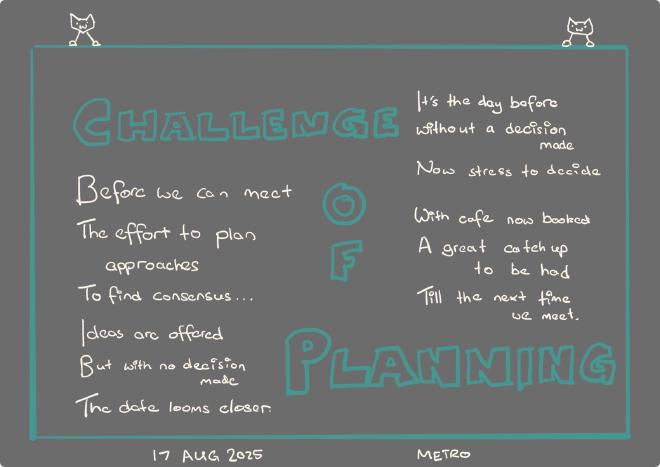 CHALLENGE
OF
PLANNING
Before we can meet
The effort to plan
approaches
To find consensus...
Ideas are offered
But with no decision
made
The date looms closer.
It's the day before
without a decision
made
Now stress to decide
With cafe now booked
A great catch up
to be had
Till the next time
we meet.
17 AUG 2025
METRO